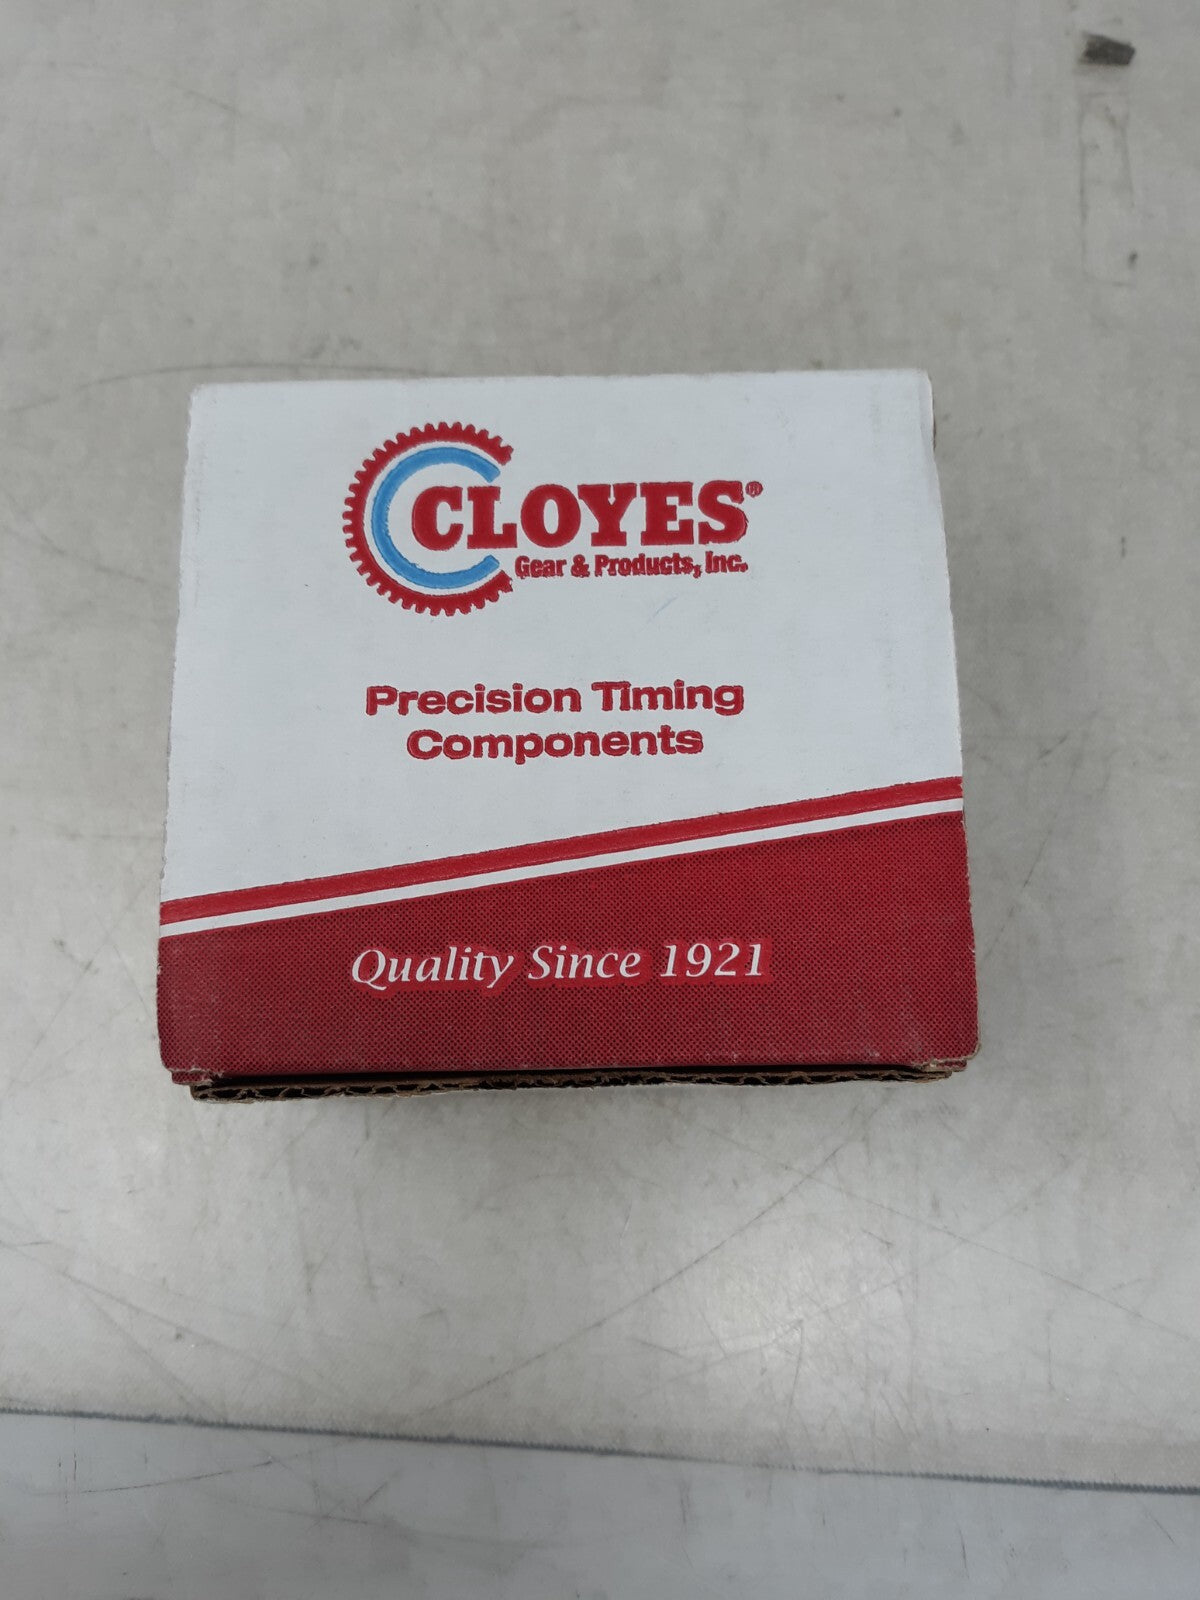 CLOYES®
Gear & Products, Inc.
Precision Timing
Components
Quality Since 1921